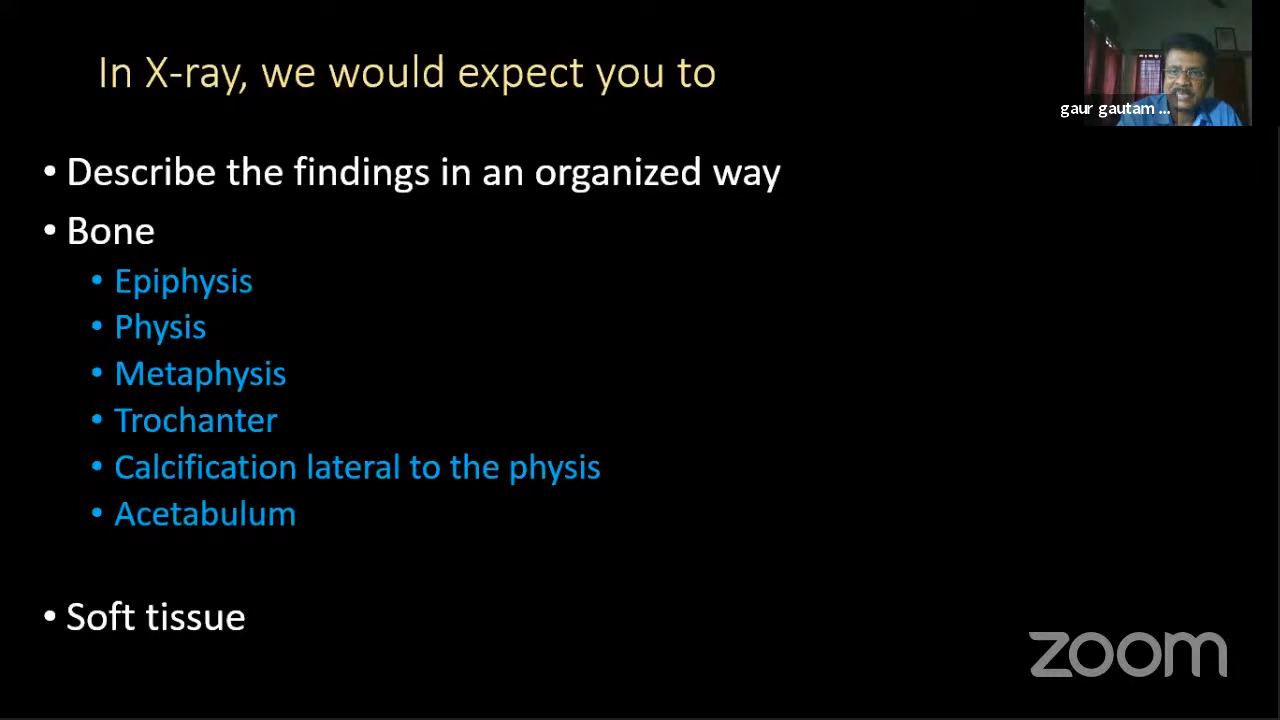 In X-ray, we would expect you to
gaur gautam ...
• Describe the findings in an organized way
• Bone
• Epiphysis
• Physis
• Metaphysis
• Trochanter
• Calcification lateral to the physis
• Acetabulum
• Soft tissue
zoom